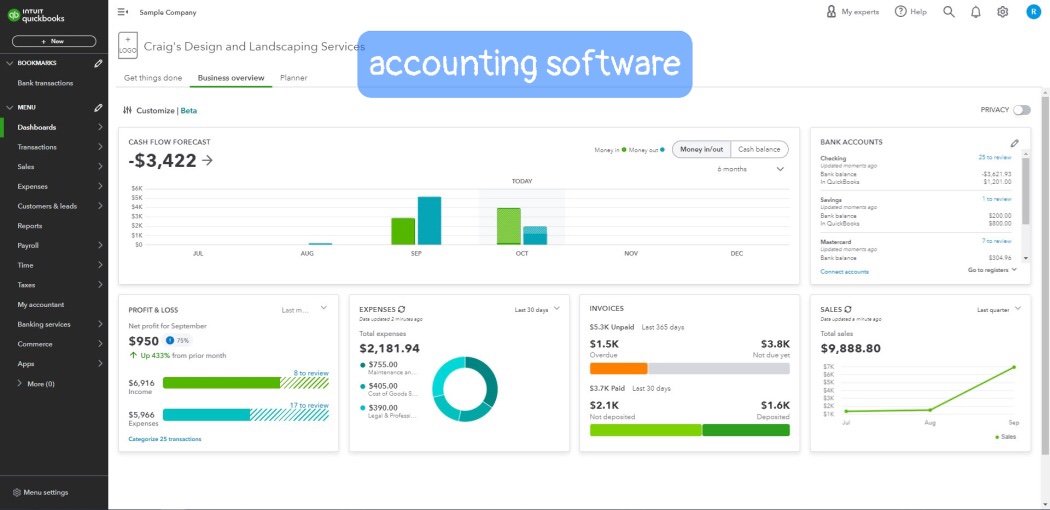 INTUIT
quickbooks
+ New
BOOKMARKS
Bank transactions
MENU
Dashboards
Transactions
Sales
Expenses
Customers & leads
Reports
Payroll
Time
Taxes
My accountant
Banking services
Commerce
Apps
More (0)
Menu settings
Sample Company
My experts
Help
R
+
LOGO
Craig's Design and Landscaping Services
accounting software
Get things done
Business overview
Planner
Customize | Beta
PRIVACY
CASH FLOW FORECAST
-$3,422
Money in
Money out
Money in/out
Cash balance
6 months
TODAY
$6K
$5K
$4K
$3K
$2K
$1K
$0
JUL
AUG
SEP
OCT
NOV
DEC
BANK ACCOUNTS
Checking
25 to review
Updated moments ago
Bank balance
-$3,621.93
In QuickBooks
$1,201.00
Savings
1 to review
Updated moments ago
Bank balance
$200.00
In QuickBooks
$800.00
Mastercard
7 to review
Updated moments ago
Bank balance
$304.96
Connect accounts
Go to registers
PROFIT & LOSS
Last m...
Net profit for September
$950
75%
Up 433% from prior month
8 to review
$6,916
Income
17 to review
$5,966
Expenses
Categorize 25 transactions
EXPENSES
Last 30 days
Data updated 2 minutes ago
Total expenses
$2,181.94
$755.00
Maintenance an...
$405.00
Cost of Goods S...
$390.00
Legal & Professi...
INVOICES
$5.3K Unpaid
Last 365 days
$1.5K
$3.8K
Overdue
Not due yet
$3.7K Paid
Last 30 days
$2.1K
$1.6K
Not deposited
Deposited
SALES
Last quarter
Data updated a minute ago
Total sales
$9,888.80
$7K
$6K
$5K
$4K
$3K
$2K
$1K
Jul
Aug
Sep
Sales